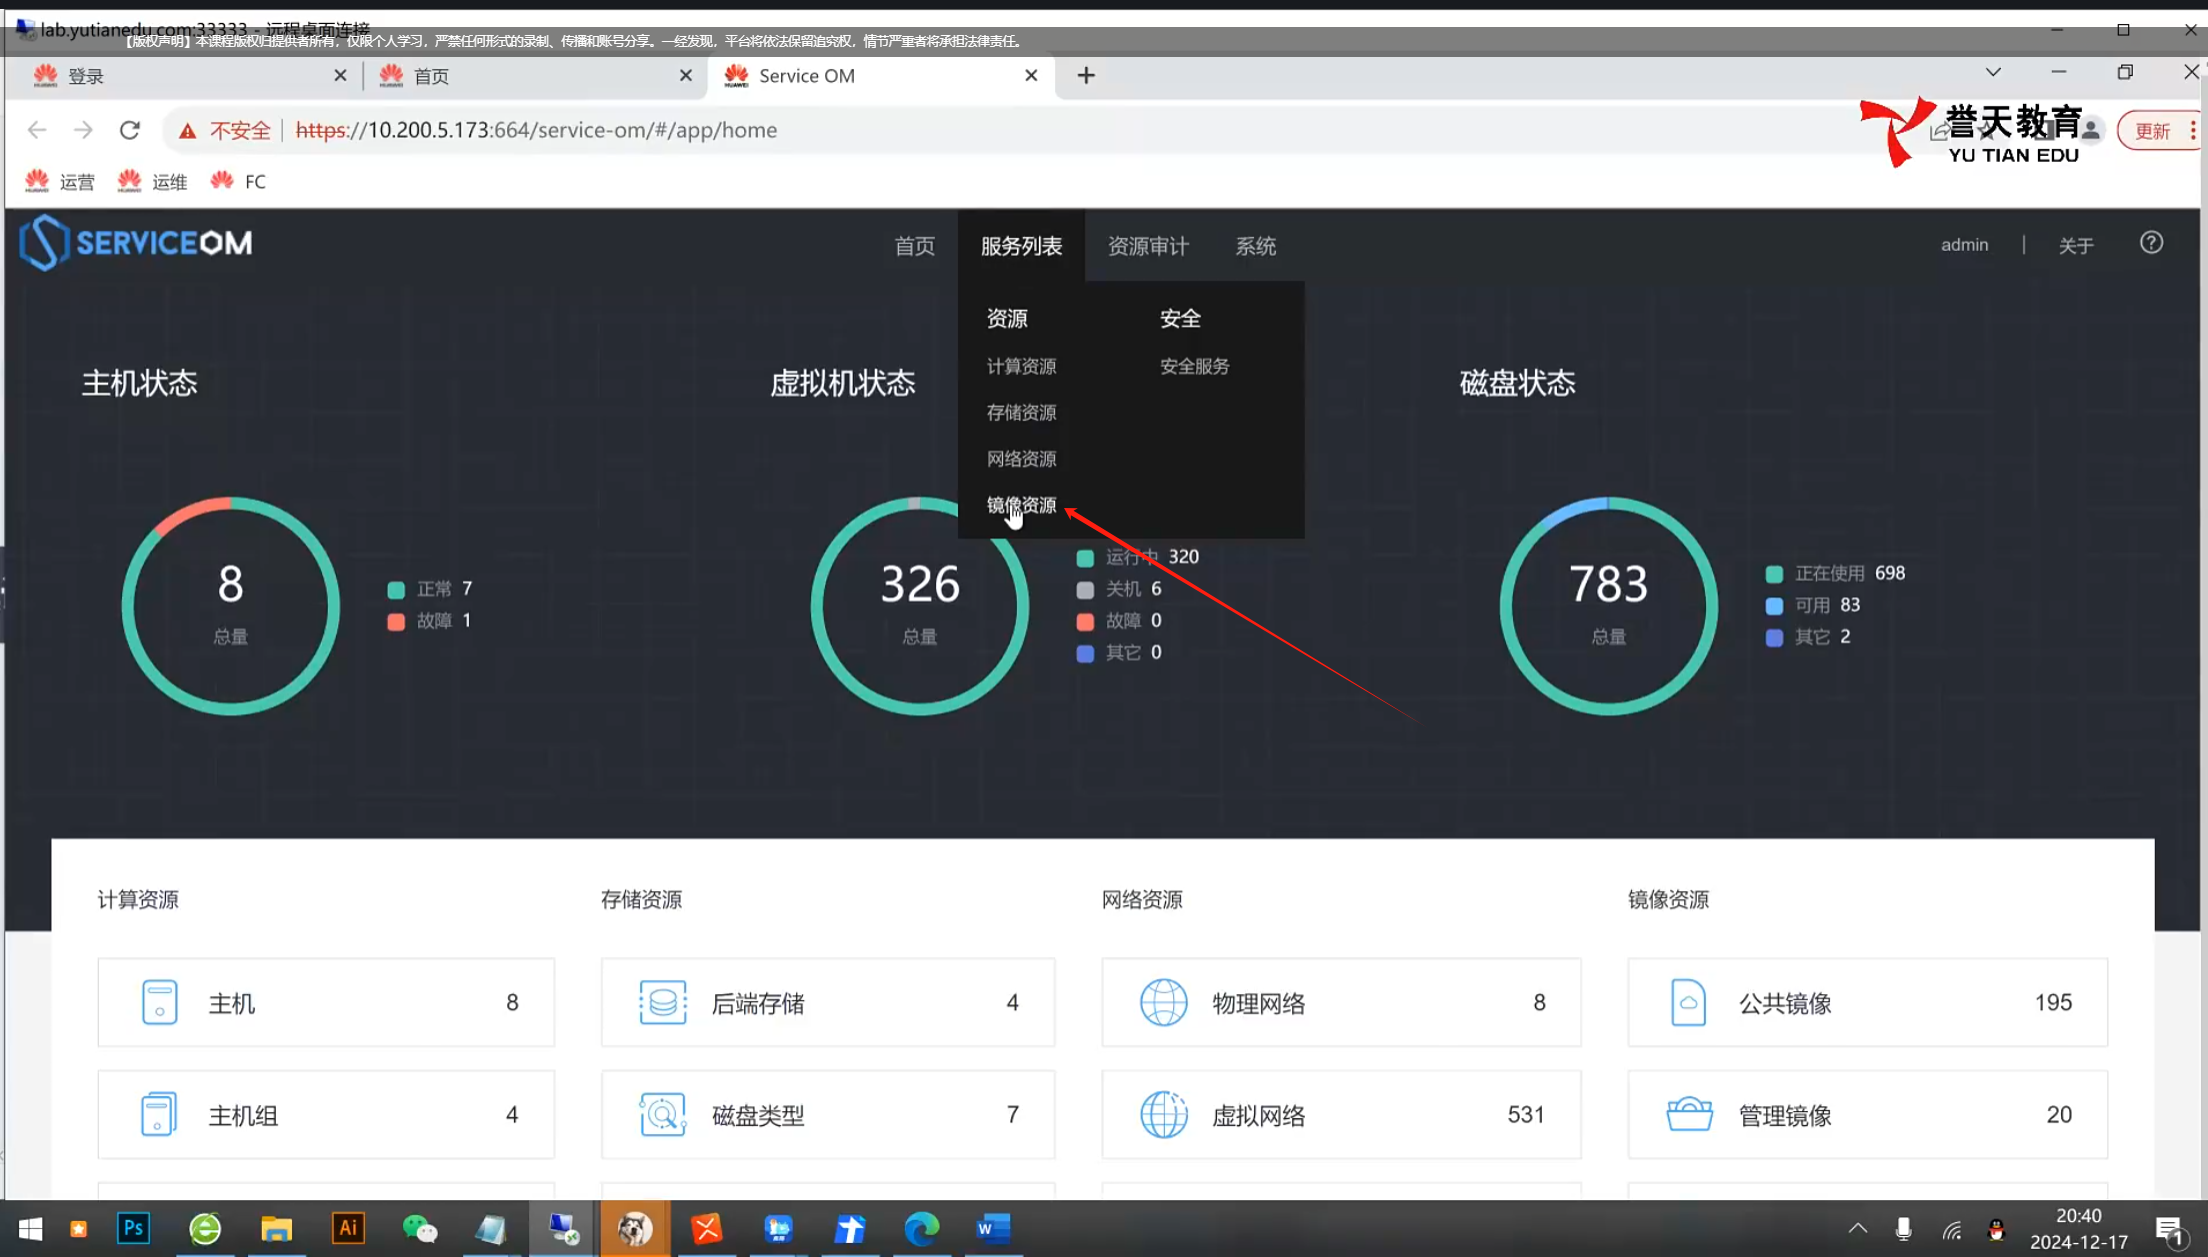 lab.yutianedu.com:33333 - 远程桌面连接
【版权声明】本课程版权归提供者所有，仅限个人学习，严禁任何形式的录制、传播和账号分享。一经发现，平台将依法保留追究权，情节严重者将承担法律责任。
登录
首页
Service OM
不安全
https://10.200.5.173:664/service-om/#/app/home
誉天教育
YU TIAN EDU
更新
运营
运维
FC
SERVICEOM
首页
服务列表
资源审计
系统
admin
关于
资源
安全
计算资源
安全服务
存储资源
网络资源
镜像资源
主机状态
8
总量
正常 7
故障 1
虚拟机状态
326
总量
运行中 320
关机 6
故障 0
其它 0
磁盘状态
783
总量
正在使用 698
可用 83
其它 2
计算资源
存储资源
网络资源
镜像资源
主机 8
后端存储 4
物理网络 8
公共镜像 195
主机组 4
磁盘类型 7
虚拟网络 531
管理镜像 20
Ps
Ai
20:40
2024-12-17
1